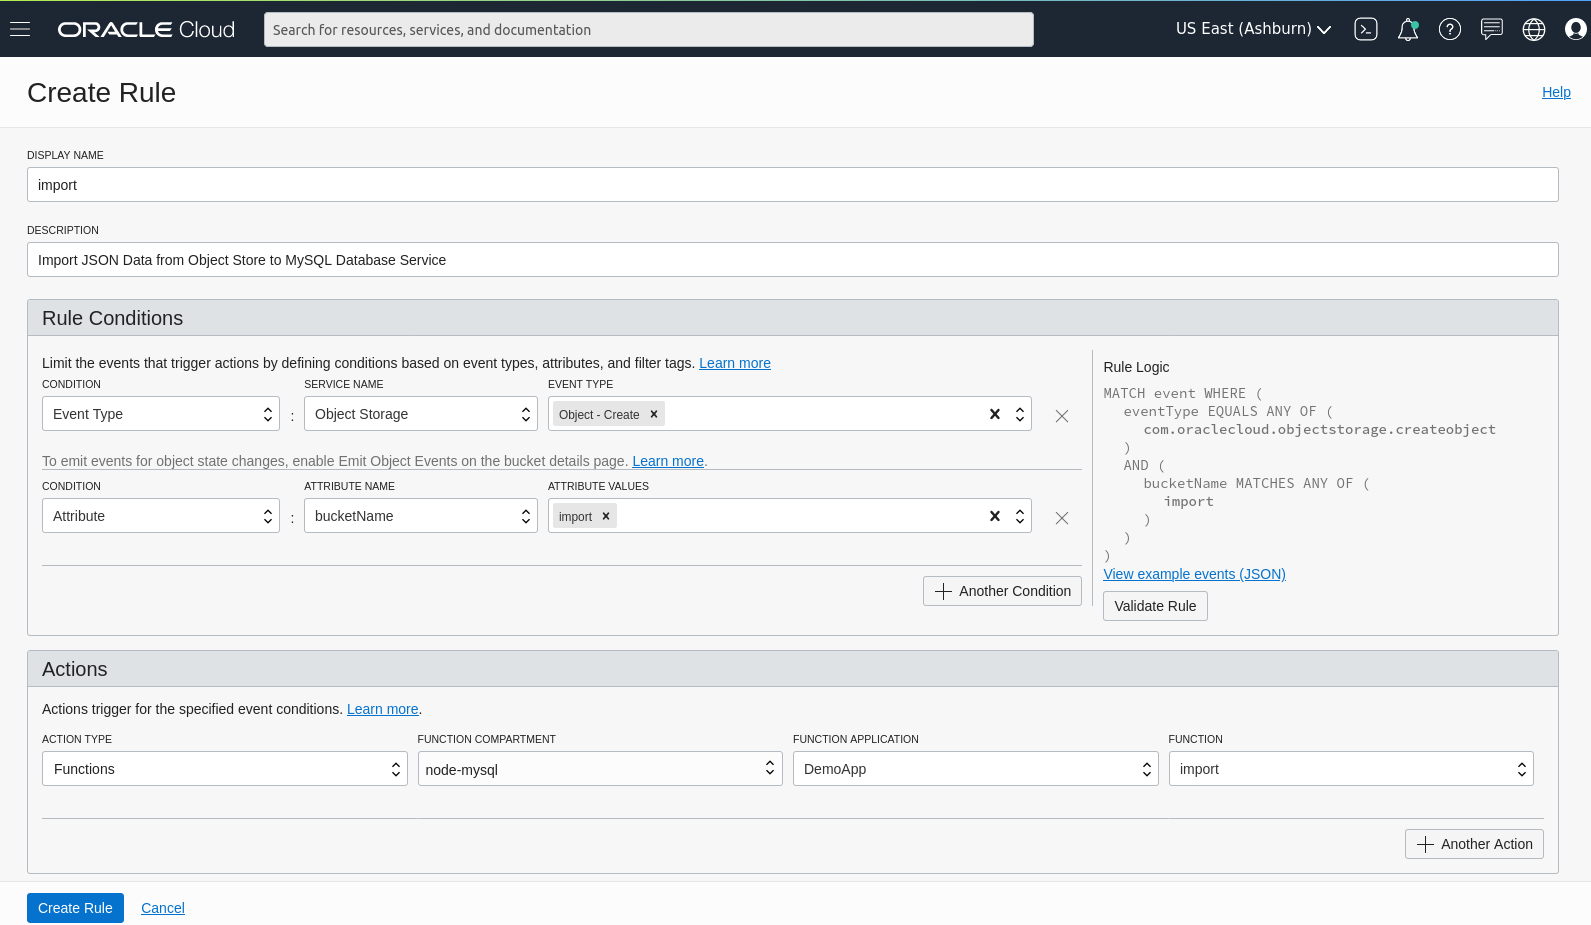 ORACLE Cloud
Search for resources, services, and documentation
US East (Ashburn)
Create Rule
Help
DISPLAY NAME
import
DESCRIPTION
Import JSON Data from Object Store to MySQL Database Service
Rule Conditions
Limit the events that trigger actions by defining conditions based on event types, attributes, and filter tags. Learn more
CONDITION SERVICE NAME EVENT TYPE
Event Type : Object Storage Object - Create
To emit events for object state changes, enable Emit Object Events on the bucket details page. Learn more.
CONDITION ATTRIBUTE NAME ATTRIBUTE VALUES
Attribute : bucketName import
Another Condition
Rule Logic
MATCH event WHERE (
eventType EQUALS ANY OF (
com.oraclecloud.objectstorage.createobject
)
AND (
bucketName MATCHES ANY OF (
import
)
)
)
View example events (JSON)
Validate Rule
Actions
Actions trigger for the specified event conditions. Learn more.
ACTION TYPE FUNCTION COMPARTMENT FUNCTION APPLICATION FUNCTION
Functions node-mysql DemoApp import
Another Action
Create Rule Cancel